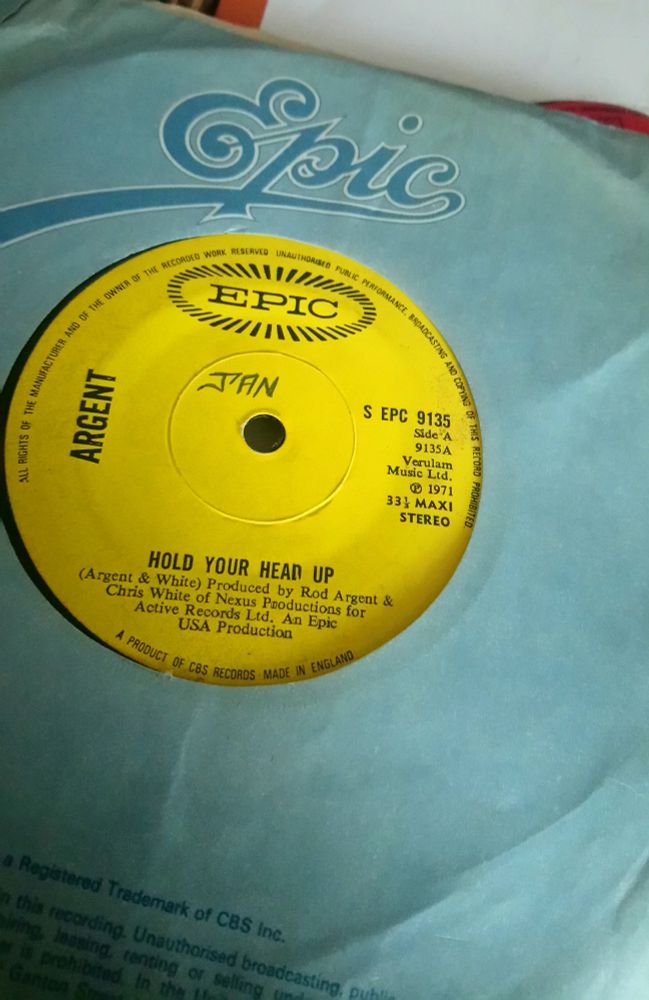 Epic
ALL RIGHTS OF THE MANUFACTURER AND OF THE OWNER OF THE RECORDED WORK RESERVED · UNAUTHORISED PUBLIC PERFORMANCE, BROADCASTING AND COPYING OF THIS RECORD PROHIBITED
EPIC
JAN
ARGENT
S EPC 9135
Side A
9135A
Verulam
Music Ltd.
Ⓟ 1971
33⅓ MAXI
STEREO
HOLD YOUR HEAD UP
(Argent & White) Produced by Rod Argent &
Chris White of Nexus Productions for
Active Records Ltd. An Epic
USA Production
A PRODUCT OF CBS RECORDS · MADE IN ENGLAND
a Registered Trademark of CBS Inc.
in this recording. Unauthorised broadcasting, public
hiring, leasing, renting or selling
is prohibited. In the
Ganton